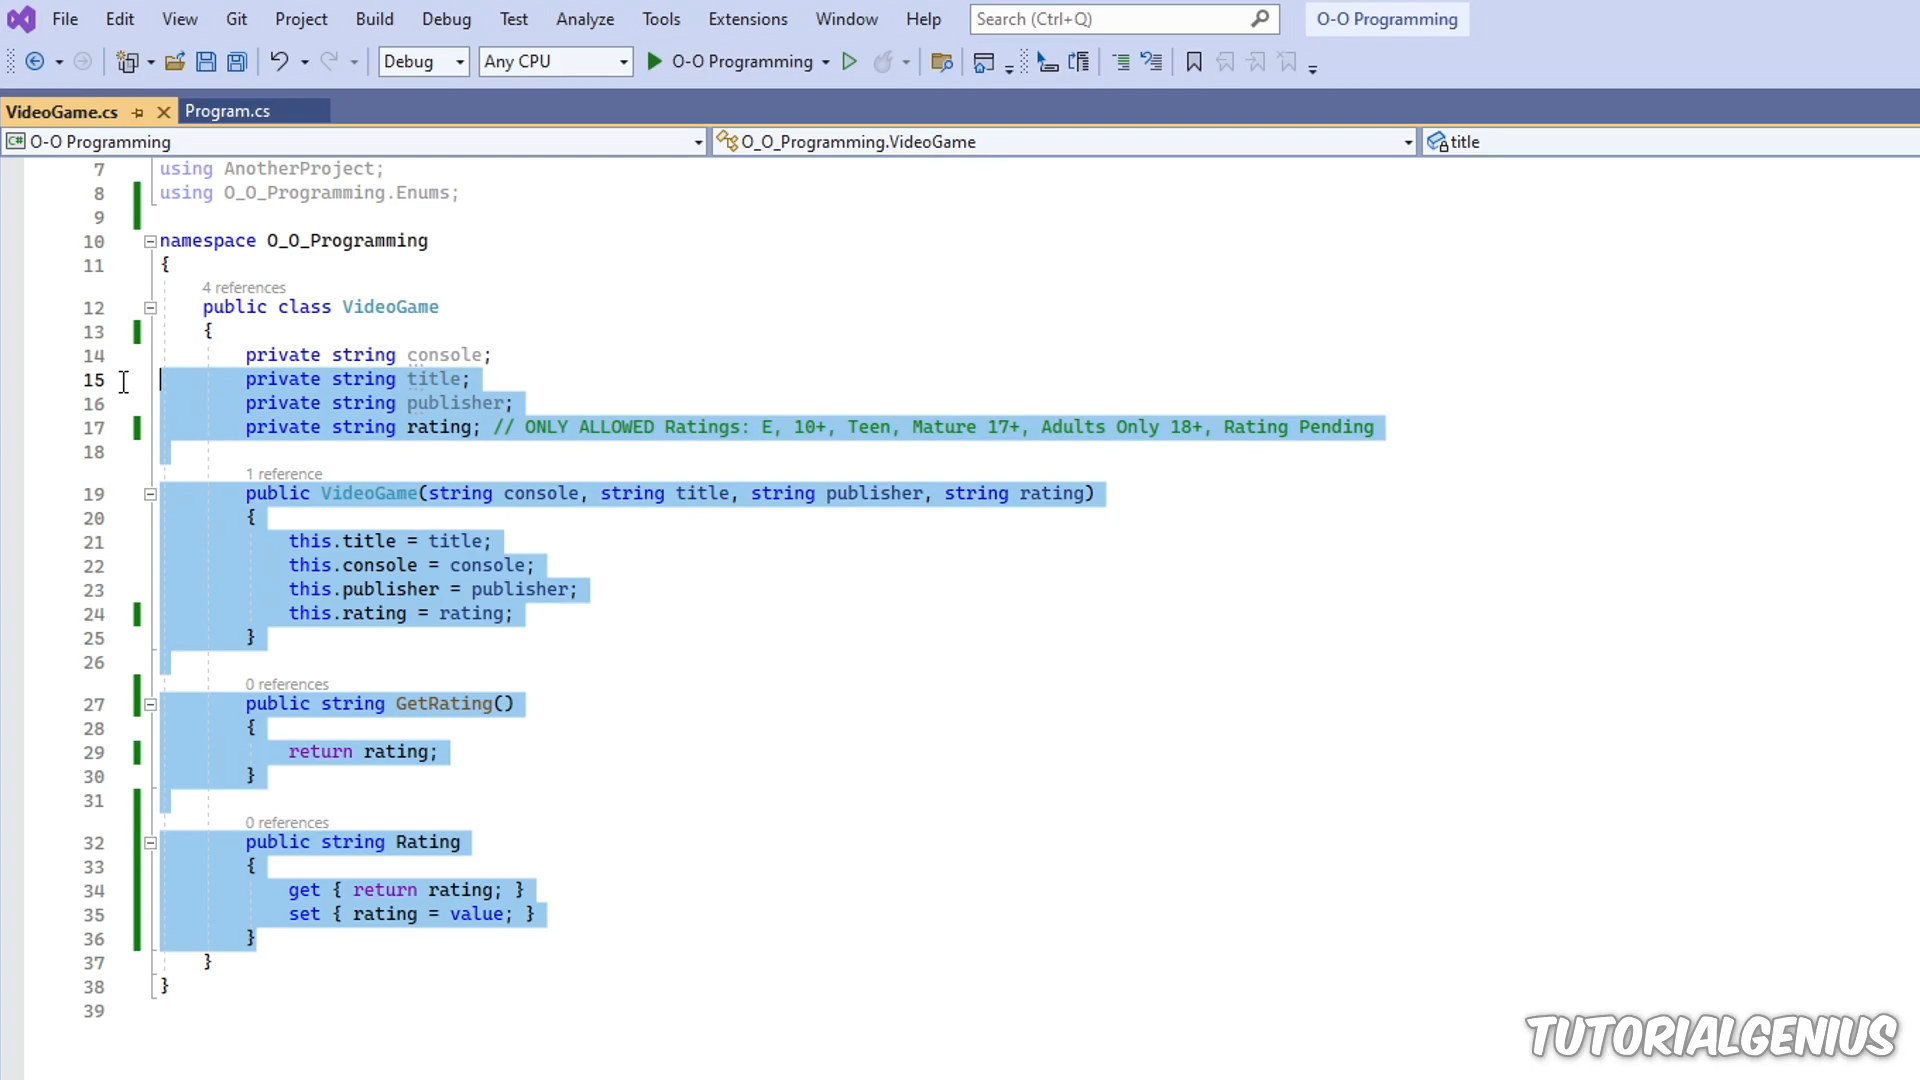 File Edit View Git Project Build Debug Test Analyze Tools Extensions Window Help Search (Ctrl+Q) O-O Programming
Debug Any CPU O-O Programming
VideoGame.cs Program.cs
C# O-O Programming O_O_Programming.VideoGame title
7 using AnotherProject;
8 using O_O_Programming.Enums;
9
10 namespace O_O_Programming
11 {
4 references
12 public class VideoGame
13 {
14 private string console;
15 private string title;
16 private string publisher;
17 private string rating; // ONLY ALLOWED Ratings: E, 10+, Teen, Mature 17+, Adults Only 18+, Rating Pending
18
1 reference
19 public VideoGame(string console, string title, string publisher, string rating)
20 {
21 this.title = title;
22 this.console = console;
23 this.publisher = publisher;
24 this.rating = rating;
25 }
26
0 references
27 public string GetRating()
28 {
29 return rating;
30 }
31
0 references
32 public string Rating
33 {
34 get { return rating; }
35 set { rating = value; }
36 }
37 }
38 }
39
TUTORIALGENIUS